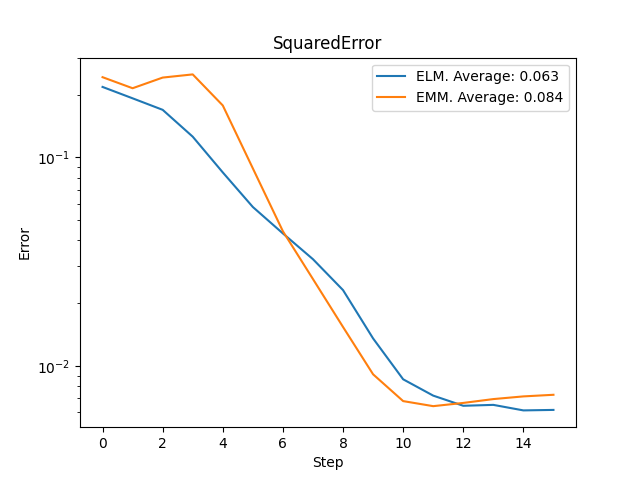 SquaredError
ELM. Average: 0.063
EMM. Average: 0.084
10⁻¹
10⁻²
Error
0 2 4 6 8 10 12 14
Step